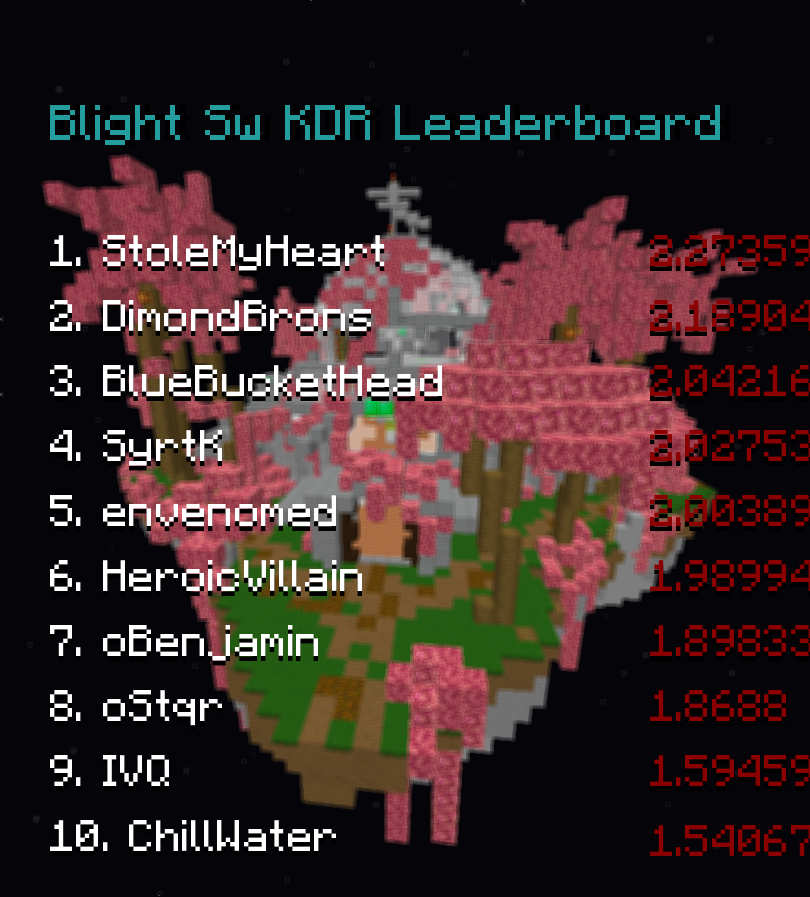 Blight Sw KDR Leaderboard
1. StoleMyHeart 2.27359
2. DimondBrons 2.18904
3. BlueBucketHead 2.04216
4. SyrtK 2.02753
5. envenomed 2.00389
6. HeroicVillain 1.98994
7. oBenjamin 1.89833
8. oStqr 1.8688
9. IVQ 1.59459
10. ChillWater 1.54067